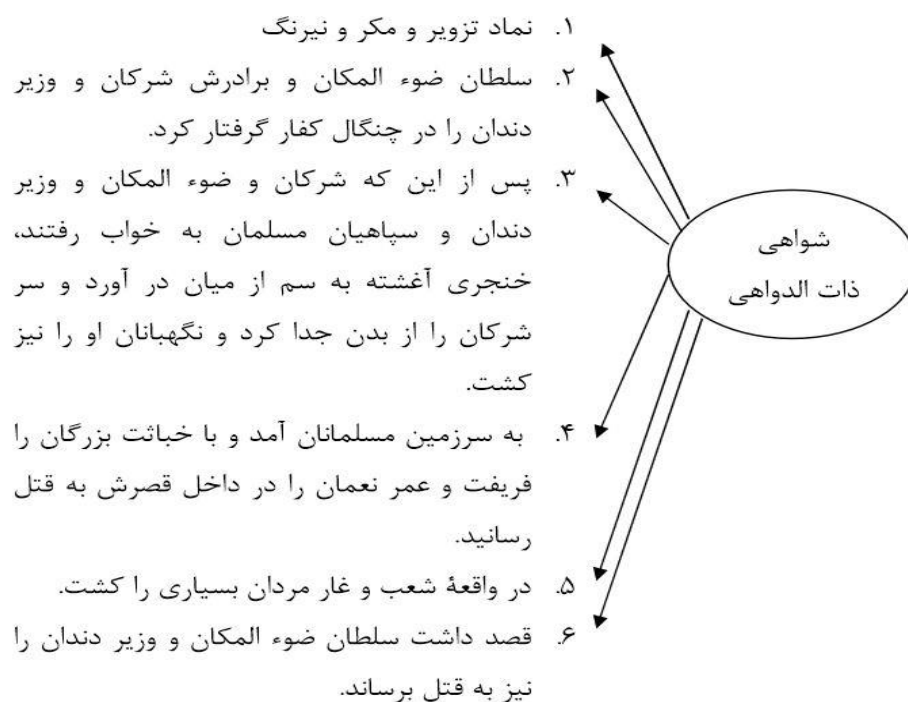 ۱. نماد تزویر و مکر و نیرنگ
۲. سلطان ضوء المکان و برادرش شرکان و وزیر
دندان را در چنگال کفار گرفتار کرد.
۳. پس از این که شرکان و ضوء المکان و وزیر
دندان و سپاهیان مسلمان به خواب رفتند،
خنجری آغشته به سم از میان در آورد و سر
شرکان را از بدن جدا کرد و نگهبانان او را نیز
کشت.
۴. به سرزمین مسلمانان آمد و با خباثت بزرگان را
فریفت و عمر نعمان را در داخل قصرش به قتل
رسانید.
۵. در واقعۀ شعب و غار مردان بسیاری را کشت.
۶. قصد داشت سلطان ضوء المکان و وزیر دندان را
نیز به قتل برساند.
شواهی
ذات الدواهی